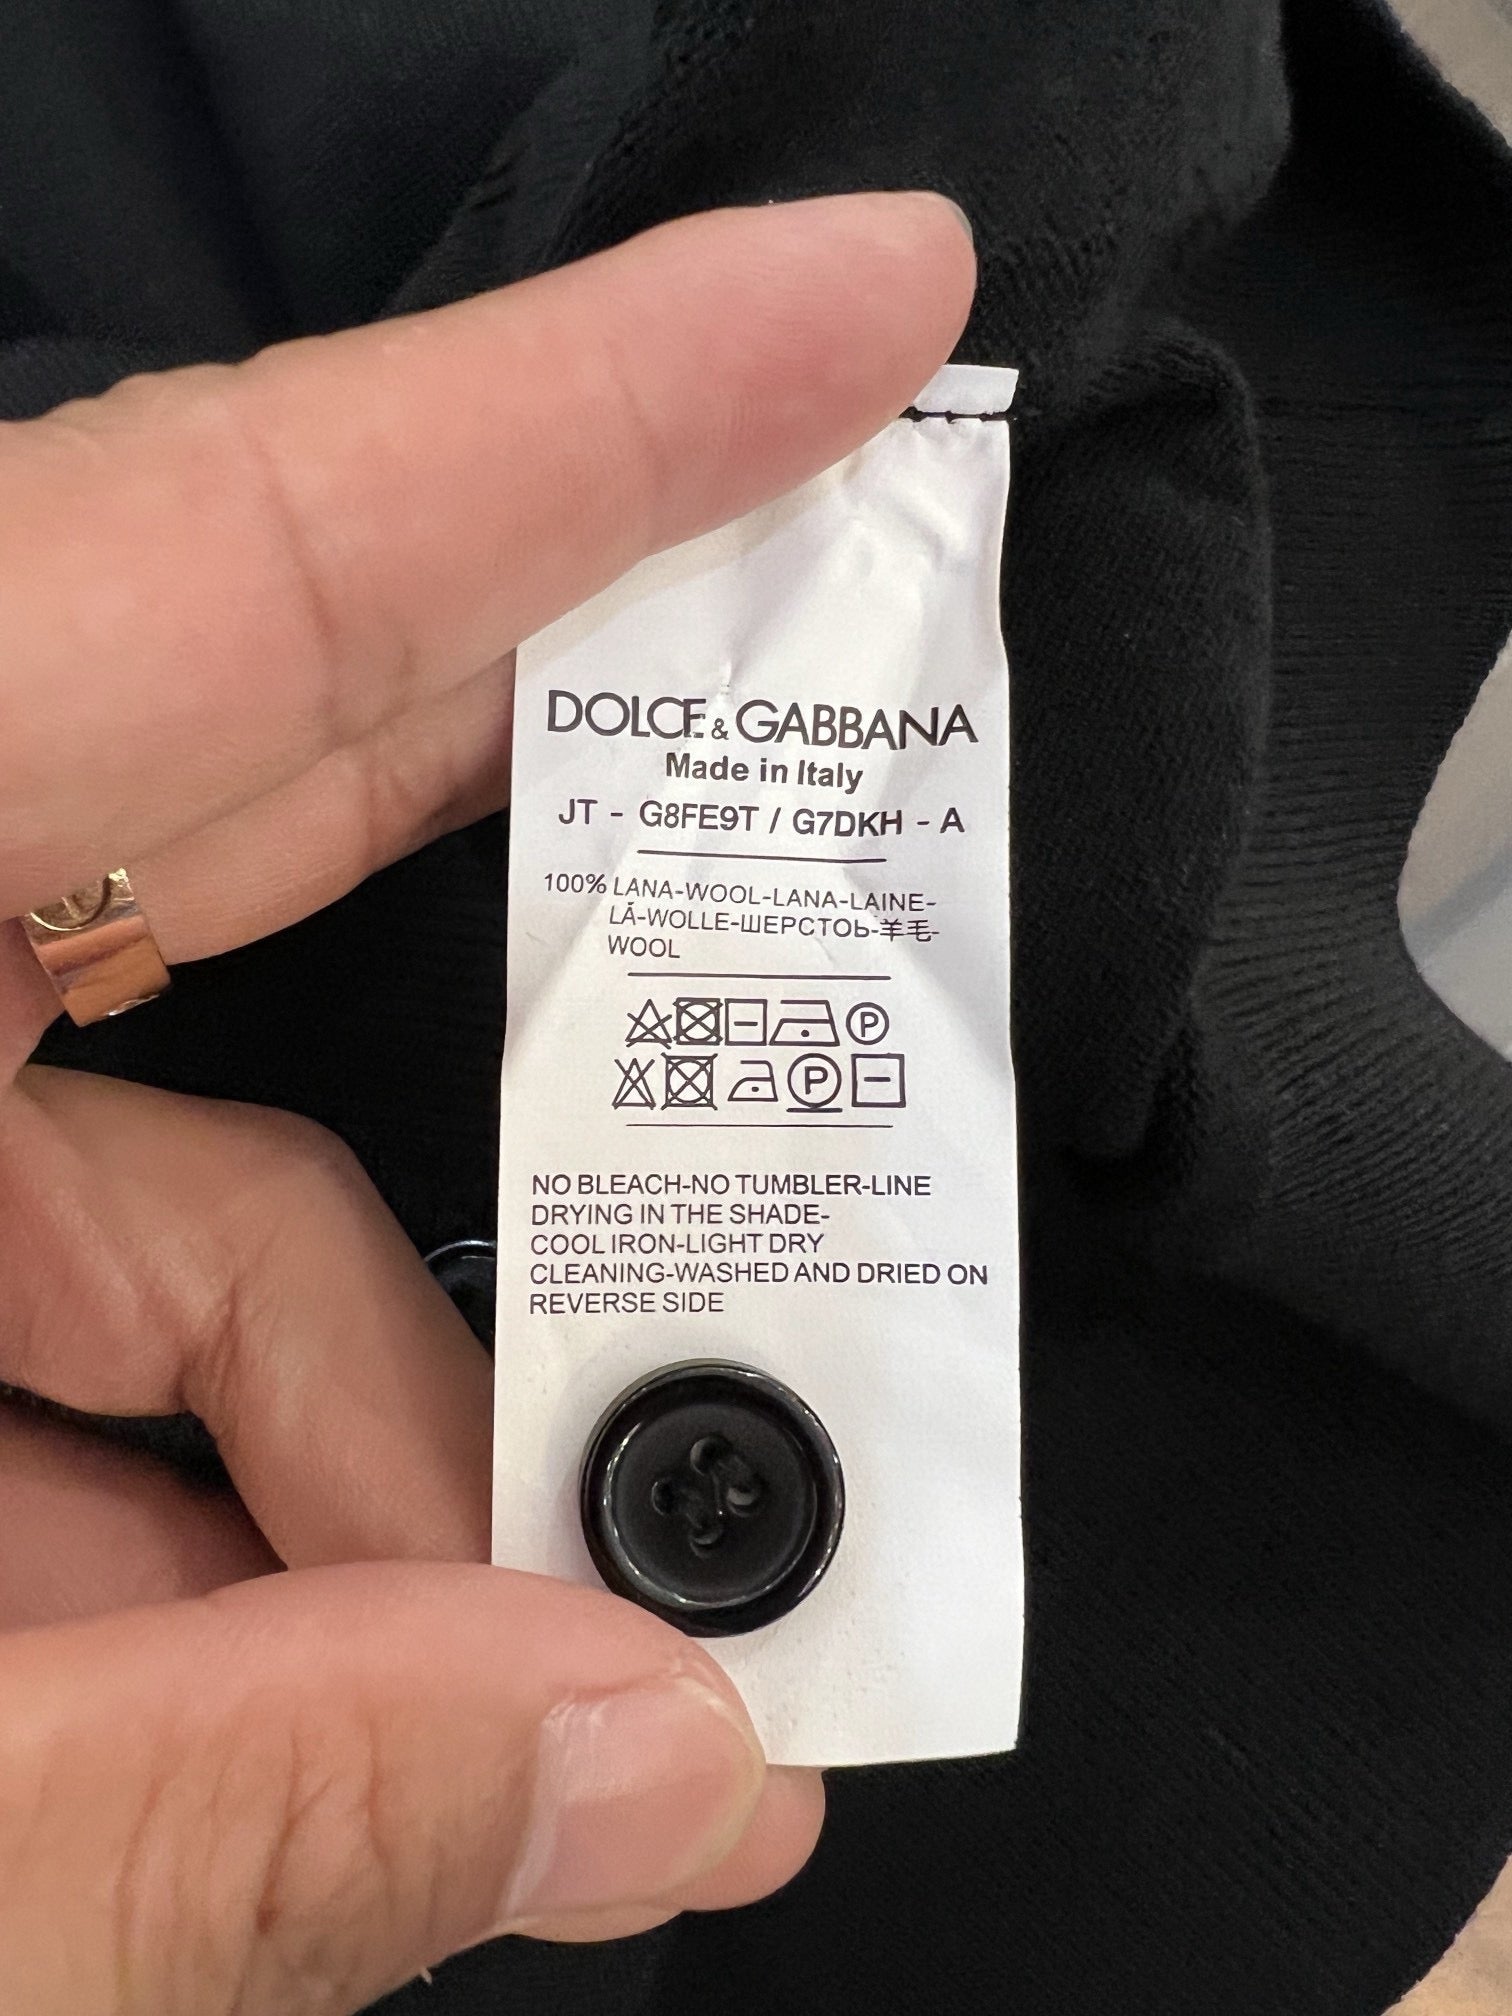 DOLCE & GABBANA
Made in Italy
JT - G8FE9T / G7DKH - A
100% LANA-WOOL-LANA-LAINE-
LÃ-WOLLE-ШЕРСТОЬ-羊毛-
WOOL
P
P
NO BLEACH-NO TUMBLER-LINE
DRYING IN THE SHADE-
COOL IRON-LIGHT DRY
CLEANING-WASHED AND DRIED ON
REVERSE SIDE